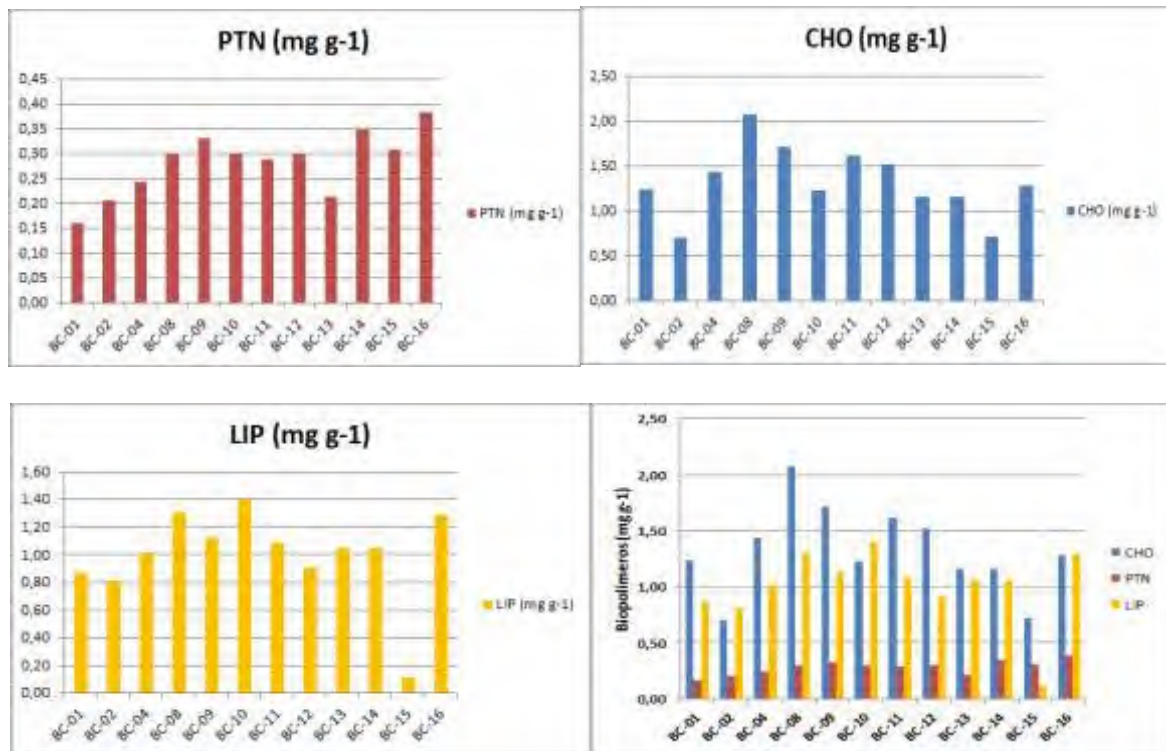 PTN (mg g-1)
0,45
0,40
0,35
0,30
0,25
0,20
0,15
0,10
0,05
0,00
BC-01
BC-02
BC-04
BC-08
BC-09
BC-10
BC-11
BC-12
BC-13
BC-14
BC-15
BC-16
PTN (mg g-1)
CHO (mg g-1)
2,50
2,00
1,50
1,00
0,50
0,00
BC-01
BC-02
BC-04
BC-08
BC-09
BC-10
BC-11
BC-12
BC-13
BC-14
BC-15
BC-16
CHO (mg g-1)
LIP (mg g-1)
1,60
1,40
1,20
1,00
0,80
0,60
0,40
0,20
0,00
BC-01
BC-02
BC-04
BC-08
BC-09
BC-10
BC-11
BC-12
BC-13
BC-14
BC-15
BC-16
LIP (mg g-1)
Biopolímeros (mg g-1)
2,50
2,00
1,50
1,00
0,50
0,00
BC-01
BC-02
BC-04
BC-08
BC-09
BC-10
BC-11
BC-12
BC-13
BC-14
BC-15
BC-16
CHO
PTN
LIP